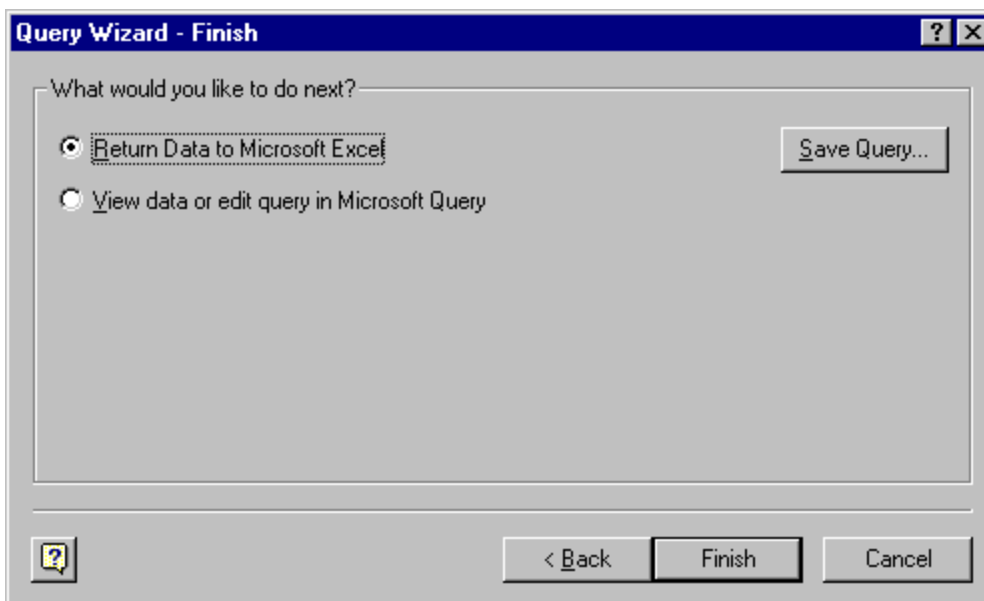 Query Wizard - Finish
What would you like to do next?
Return Data to Microsoft Excel
Save Query...
View data or edit query in Microsoft Query
< Back
Finish
Cancel